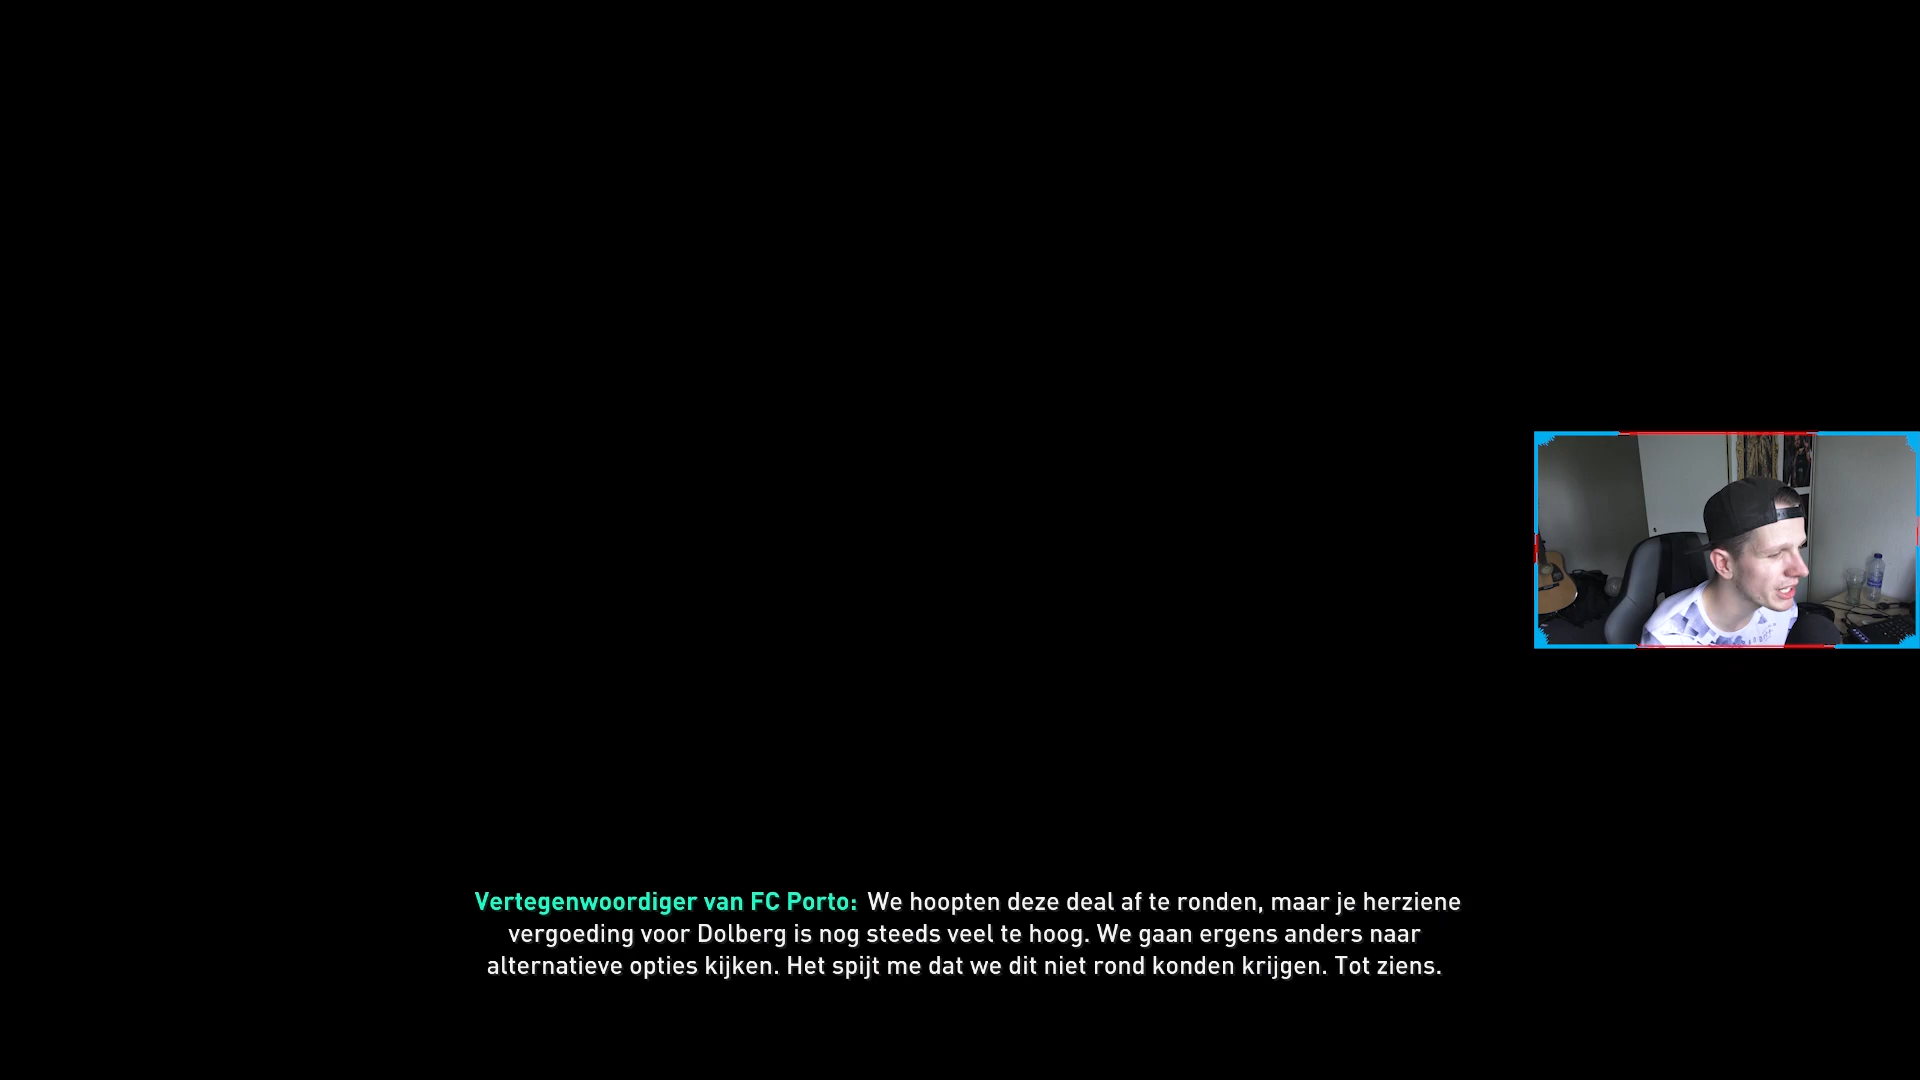 Vertegenwoordiger van FC Porto: We hoopten deze deal af te ronden, maar je herziene
vergoeding voor Dolberg is nog steeds veel te hoog. We gaan ergens anders naar
alternatieve opties kijken. Het spijt me dat we dit niet rond konden krijgen. Tot ziens.